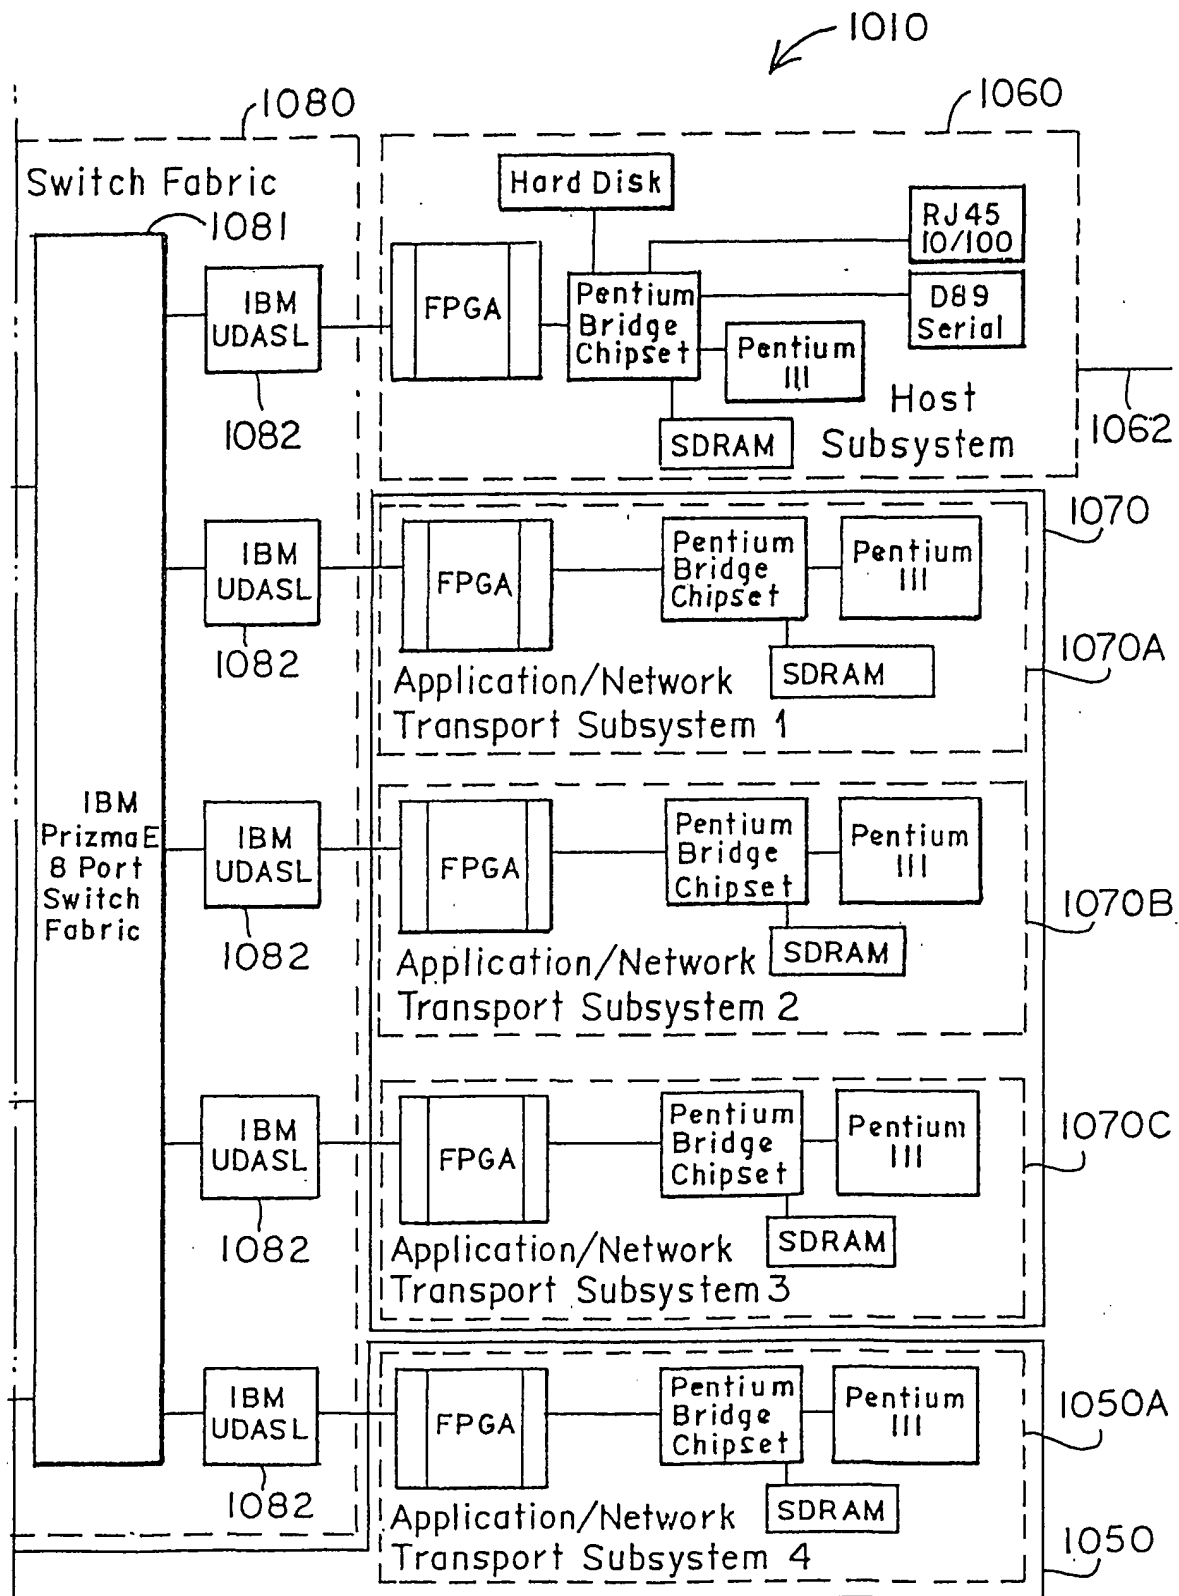 1010
1080
1060
Switch Fabric
1081
Hard Disk
RJ45
10/100
IBM
UDASL
FPGA
Pentium
Bridge
Chipset
D89
Serial
Pentium
III
Host
Subsystem
1062
1082
SDRAM
1070
IBM
UDASL
FPGA
Pentium
Bridge
Chipset
Pentium
III
1082
SDRAM
1070A
Application/Network
Transport Subsystem 1
IBM
PrizmaE
8 Port
Switch
Fabric
IBM
UDASL
FPGA
Pentium
Bridge
Chipset
Pentium
III
1070B
1082
SDRAM
Application/Network
Transport Subsystem 2
IBM
UDASL
FPGA
Pentium
Bridge
Chipset
Pentium
III
1070C
1082
SDRAM
Application/Network
Transport Subsystem 3
IBM
UDASL
FPGA
Pentium
Bridge
Chipset
Pentium
III
1050A
1082
SDRAM
Application/Network
Transport Subsystem 4
1050